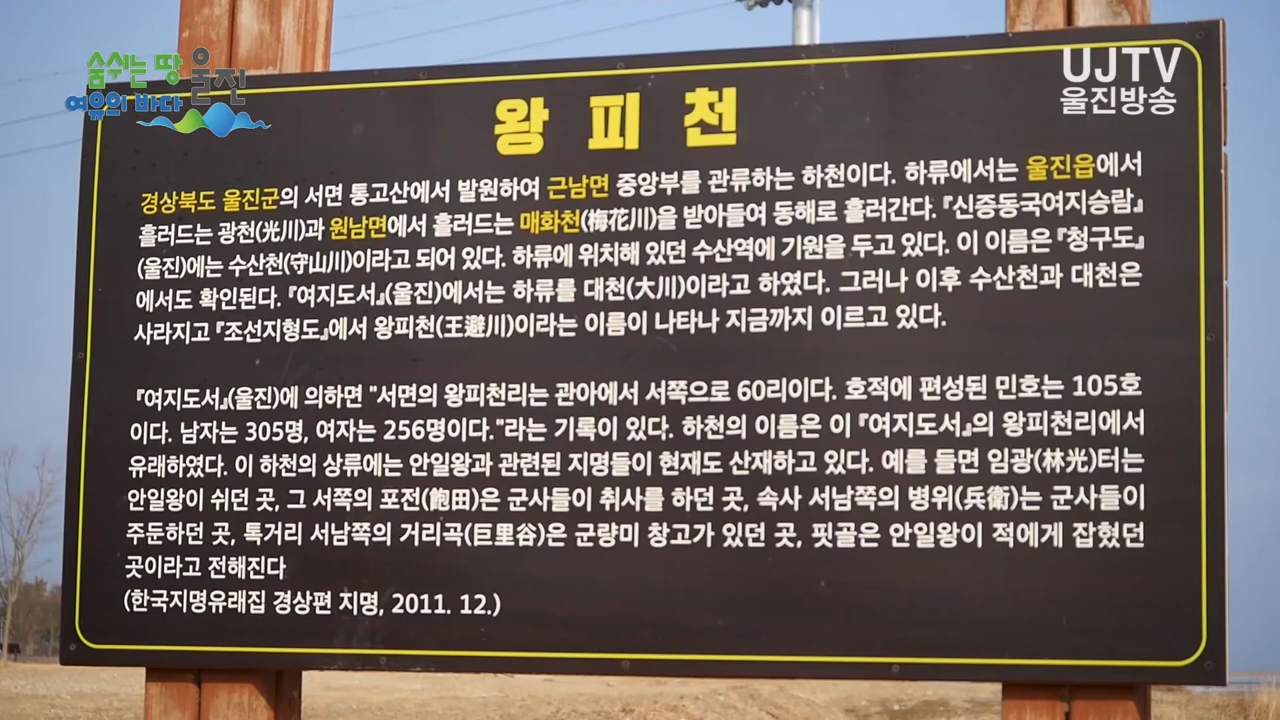 숨쉬는 땅
여유의 바다
울진
UJTV
울진방송
왕 피 천
경상북도 울진군의 서면 통고산에서 발원하여 근남면 중앙부를 관류하는 하천이다. 하류에서는 울진읍에서
흘러드는 광천(光川)과 원남면에서 흘러드는 매화천(梅花川)을 받아들여 동해로 흘러간다. 『신증동국여지승람』
(울진)에는 수산천(守山川)이라고 되어 있다. 하류에 위치해 있던 수산역에 기원을 두고 있다. 이 이름은 『청구도』
에서도 확인된다. 『여지도서』(울진)에서는 하류를 대천(大川)이라고 하였다. 그러나 이후 수산천과 대천은
사라지고 『조선지형도』에서 왕피천(王避川)이라는 이름이 나타나 지금까지 이르고 있다.
『여지도서』(울진)에 의하면 "서면의 왕피천리는 관아에서 서쪽으로 60리이다. 호적에 편성된 민호는 105호
이다. 남자는 305명, 여자는 256명이다."라는 기록이 있다. 하천의 이름은 이 『여지도서』의 왕피천리에서
유래하였다. 이 하천의 상류에는 안일왕과 관련된 지명들이 현재도 산재하고 있다. 예를 들면 임광(林光)터는
안일왕이 쉬던 곳, 그 서쪽의 포전(飽田)은 군사들이 취사를 하던 곳, 속사 서남쪽의 병위(兵衛)는 군사들이
주둔하던 곳, 톡거리 서남쪽의 거리곡(巨里谷)은 군량미 창고가 있던 곳, 핏골은 안일왕이 적에게 잡혔던
곳이라고 전해진다
(한국지명유래집 경상편 지명, 2011. 12.)